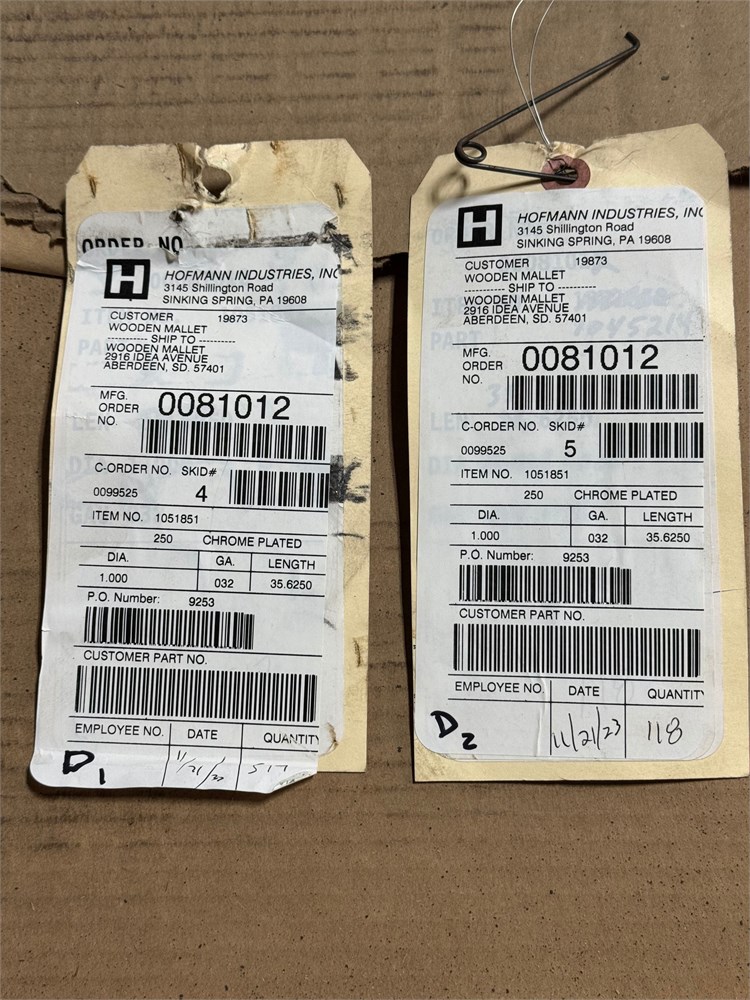 ORDER NO
H
HOFMANN INDUSTRIES, INC
3145 Shillington Road
SINKING SPRING, PA 19608
CUSTOMER 19873
WOODEN MALLET
---------- SHIP TO ----------
WOODEN MALLET
2916 IDEA AVENUE
ABERDEEN, SD. 57401
MFG. ORDER NO. 0081012
C-ORDER NO. SKID#
0099525 4
ITEM NO. 1051851
250 CHROME PLATED
DIA. GA. LENGTH
1.000 032 35.6250
P.O. Number: 9253
CUSTOMER PART NO.
EMPLOYEE NO. DATE QUANTITY
D1
H
HOFMANN INDUSTRIES, INC
3145 Shillington Road
SINKING SPRING, PA 19608
CUSTOMER 19873
WOODEN MALLET
---------- SHIP TO ----------
WOODEN MALLET
2916 IDEA AVENUE
ABERDEEN, SD. 57401
MFG. ORDER NO. 0081012
C-ORDER NO. SKID#
0099525 5
ITEM NO. 1051851
250 CHROME PLATED
DIA. GA. LENGTH
1.000 032 35.6250
P.O. Number: 9253
CUSTOMER PART NO.
EMPLOYEE NO. DATE QUANTITY
D2 11/21/23 118